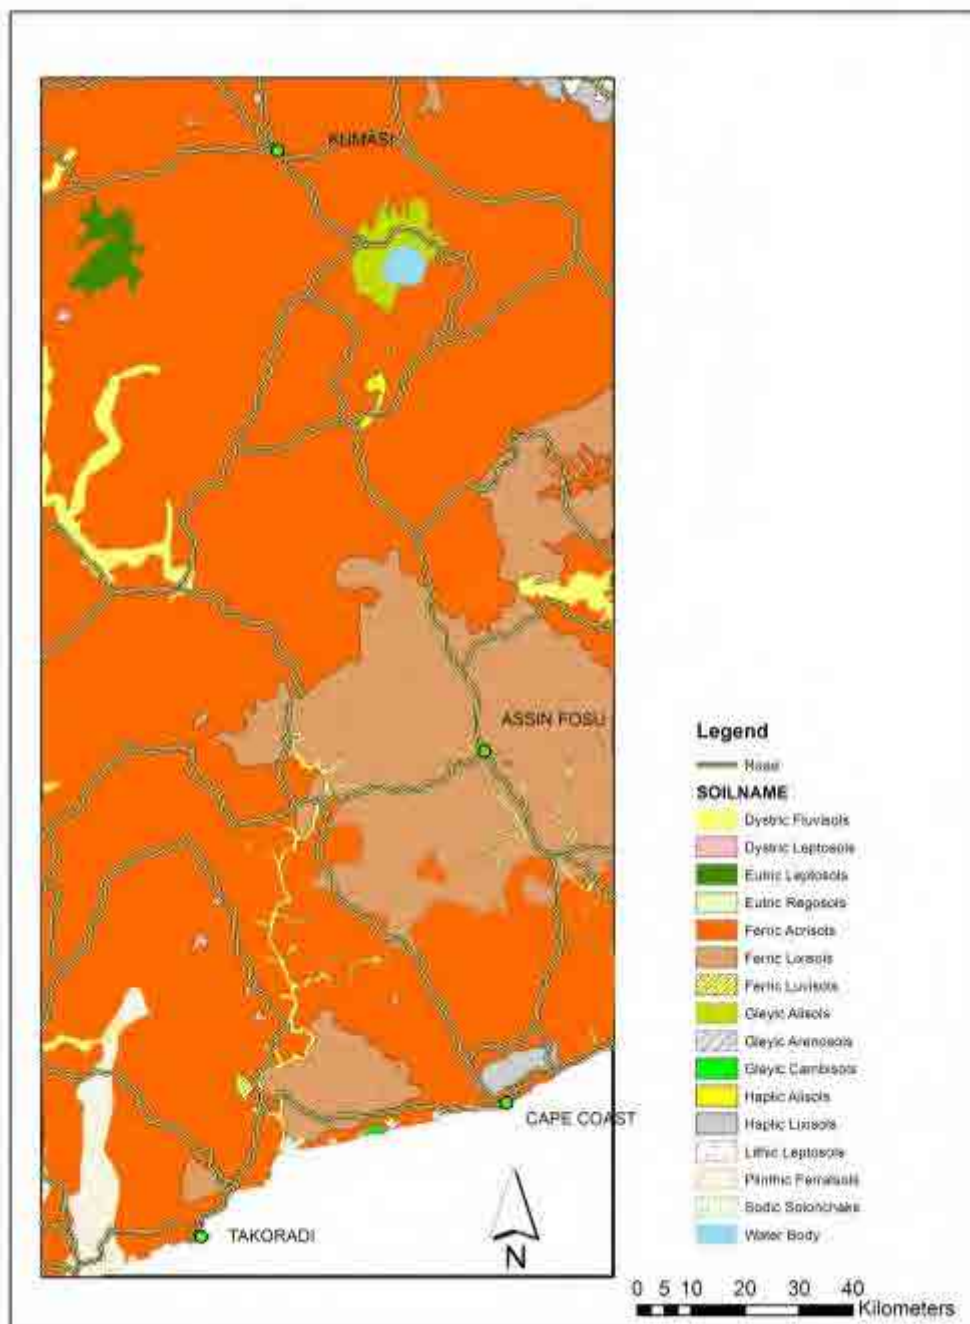 KUMASI
ASSIN FOSU
CAPE COAST
TAKORADI
N
Legend
Road
SOILNAME
Dystric Fluvisols
Dystric Leptosols
Eutric Leptosols
Eutric Regosols
Ferric Acrisols
Ferric Lixisols
Ferric Luvisols
Gleyic Alisols
Gleyic Arenosols
Gleyic Cambisols
Haplic Alisols
Haplic Lixisols
Lithic Leptosols
Plinthic Ferralsols
Sodic Solonchaks
Water Body
0 5 10 20 30 40
Kilometers